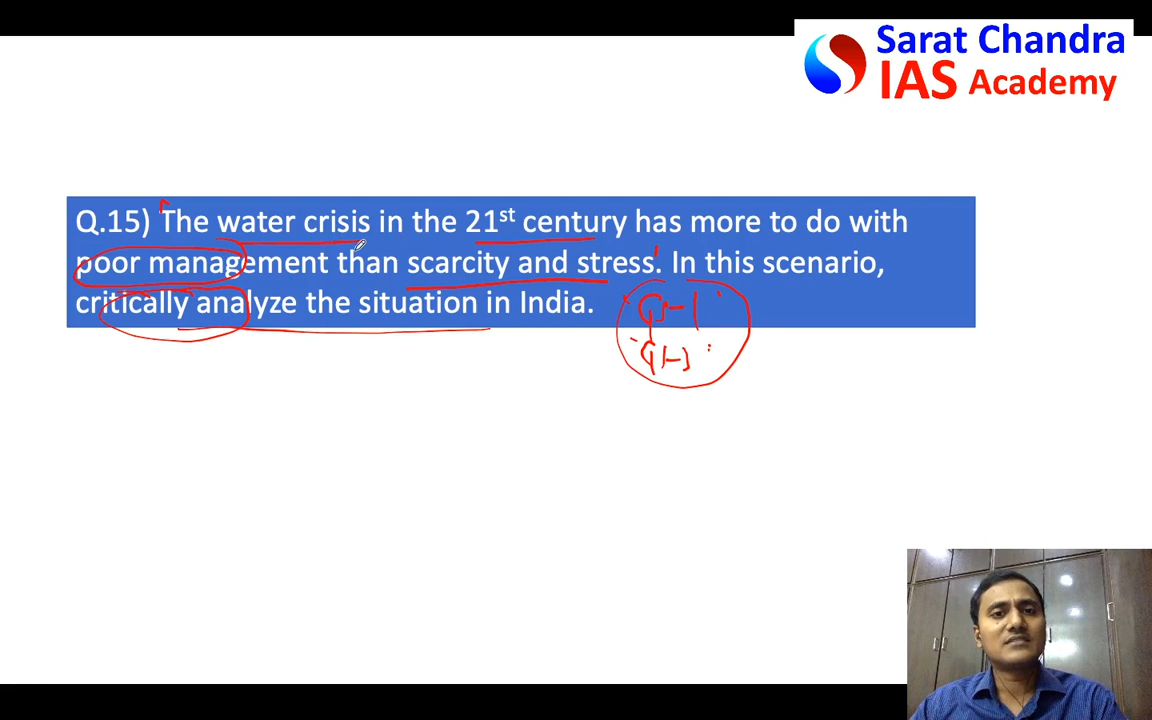 Sarat Chandra
IAS Academy
Q.15) The water crisis in the 21st century has more to do with
poor management than scarcity and stress. In this scenario,
critically analyze the situation in India.